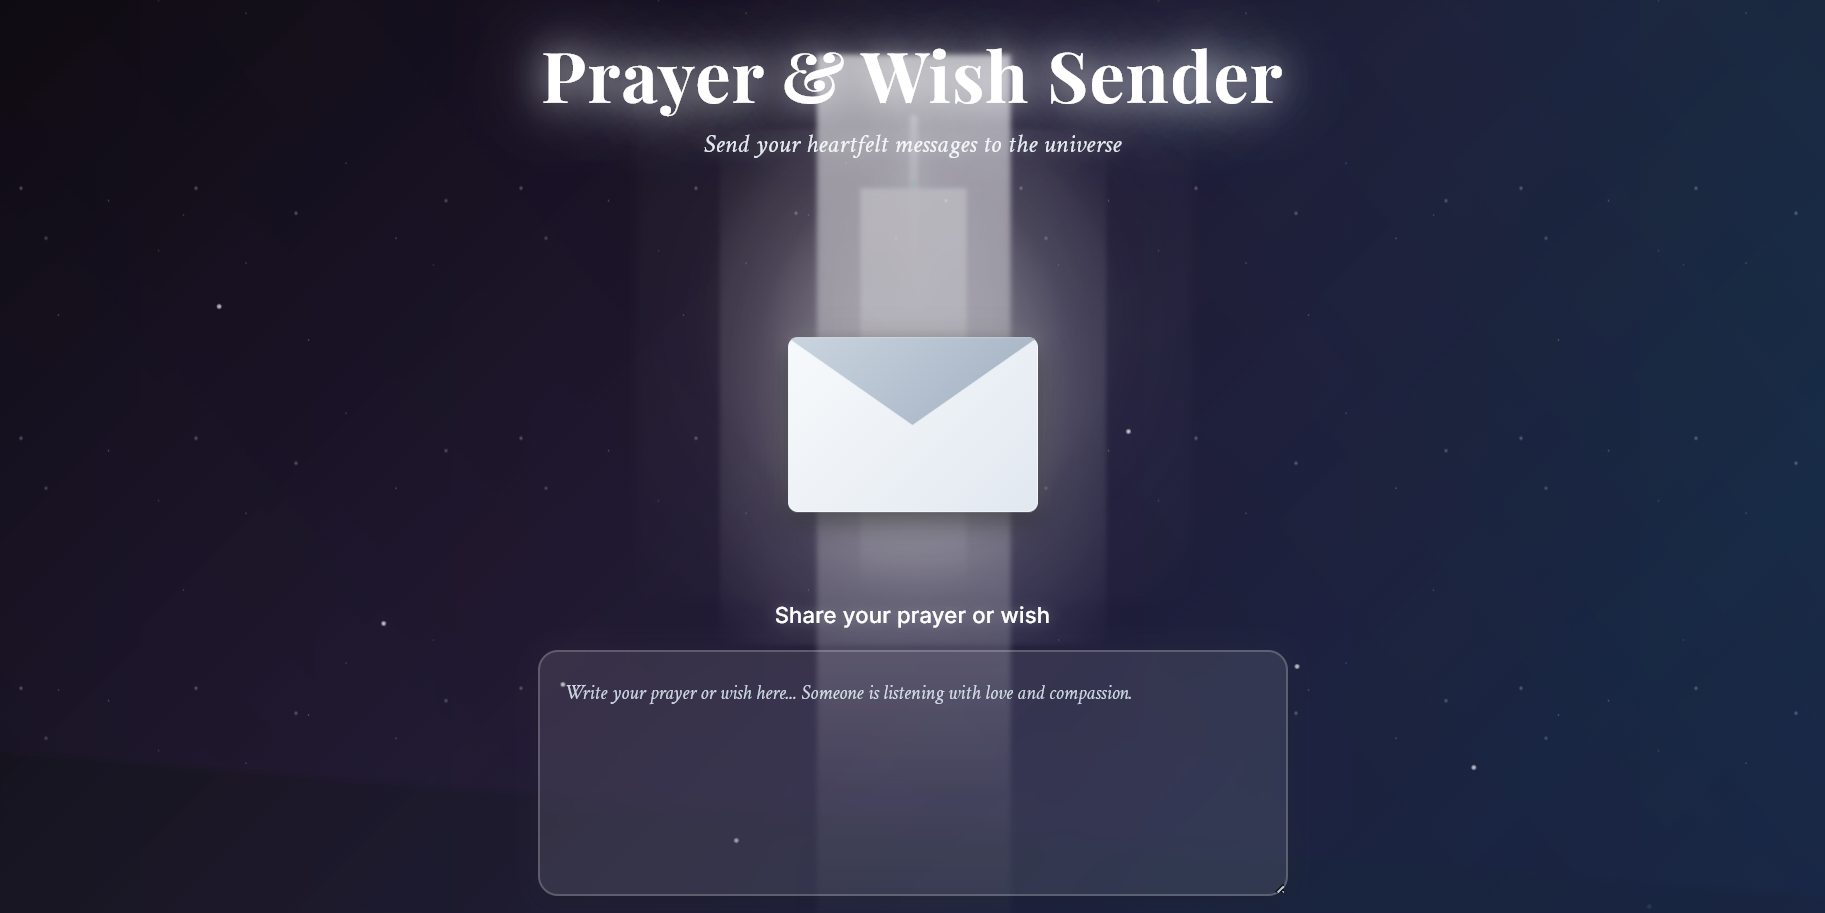 Prayer & Wish Sender
Send your heartfelt messages to the universe
Share your prayer or wish
Write your prayer or wish here... Someone is listening with love and compassion.